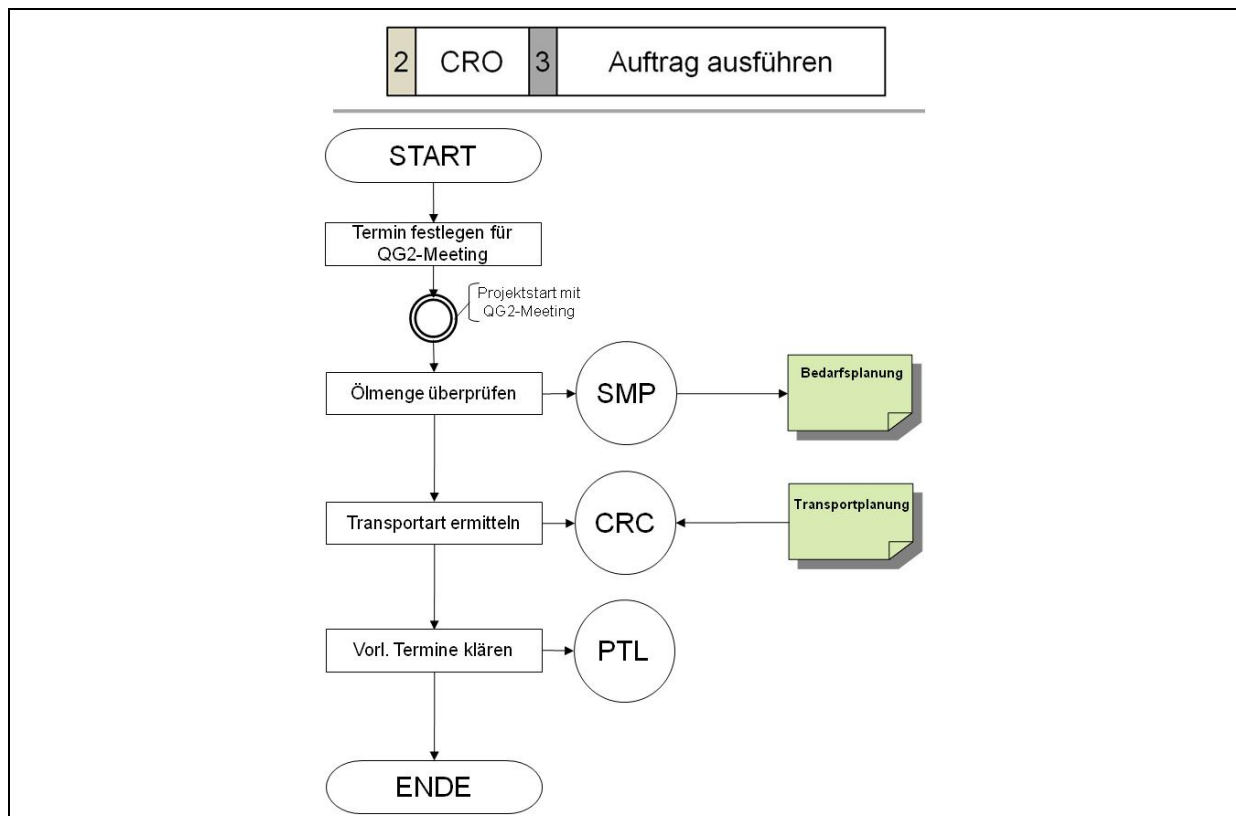 2 CRO 3 Auftrag ausführen
START
Termin festlegen für
QG2-Meeting
Projektstart mit
QG2-Meeting
Ölmenge überprüfen
SMP
Bedarfsplanung
Transportart ermitteln
CRC
Transportplanung
Vorl. Termine klären
PTL
ENDE